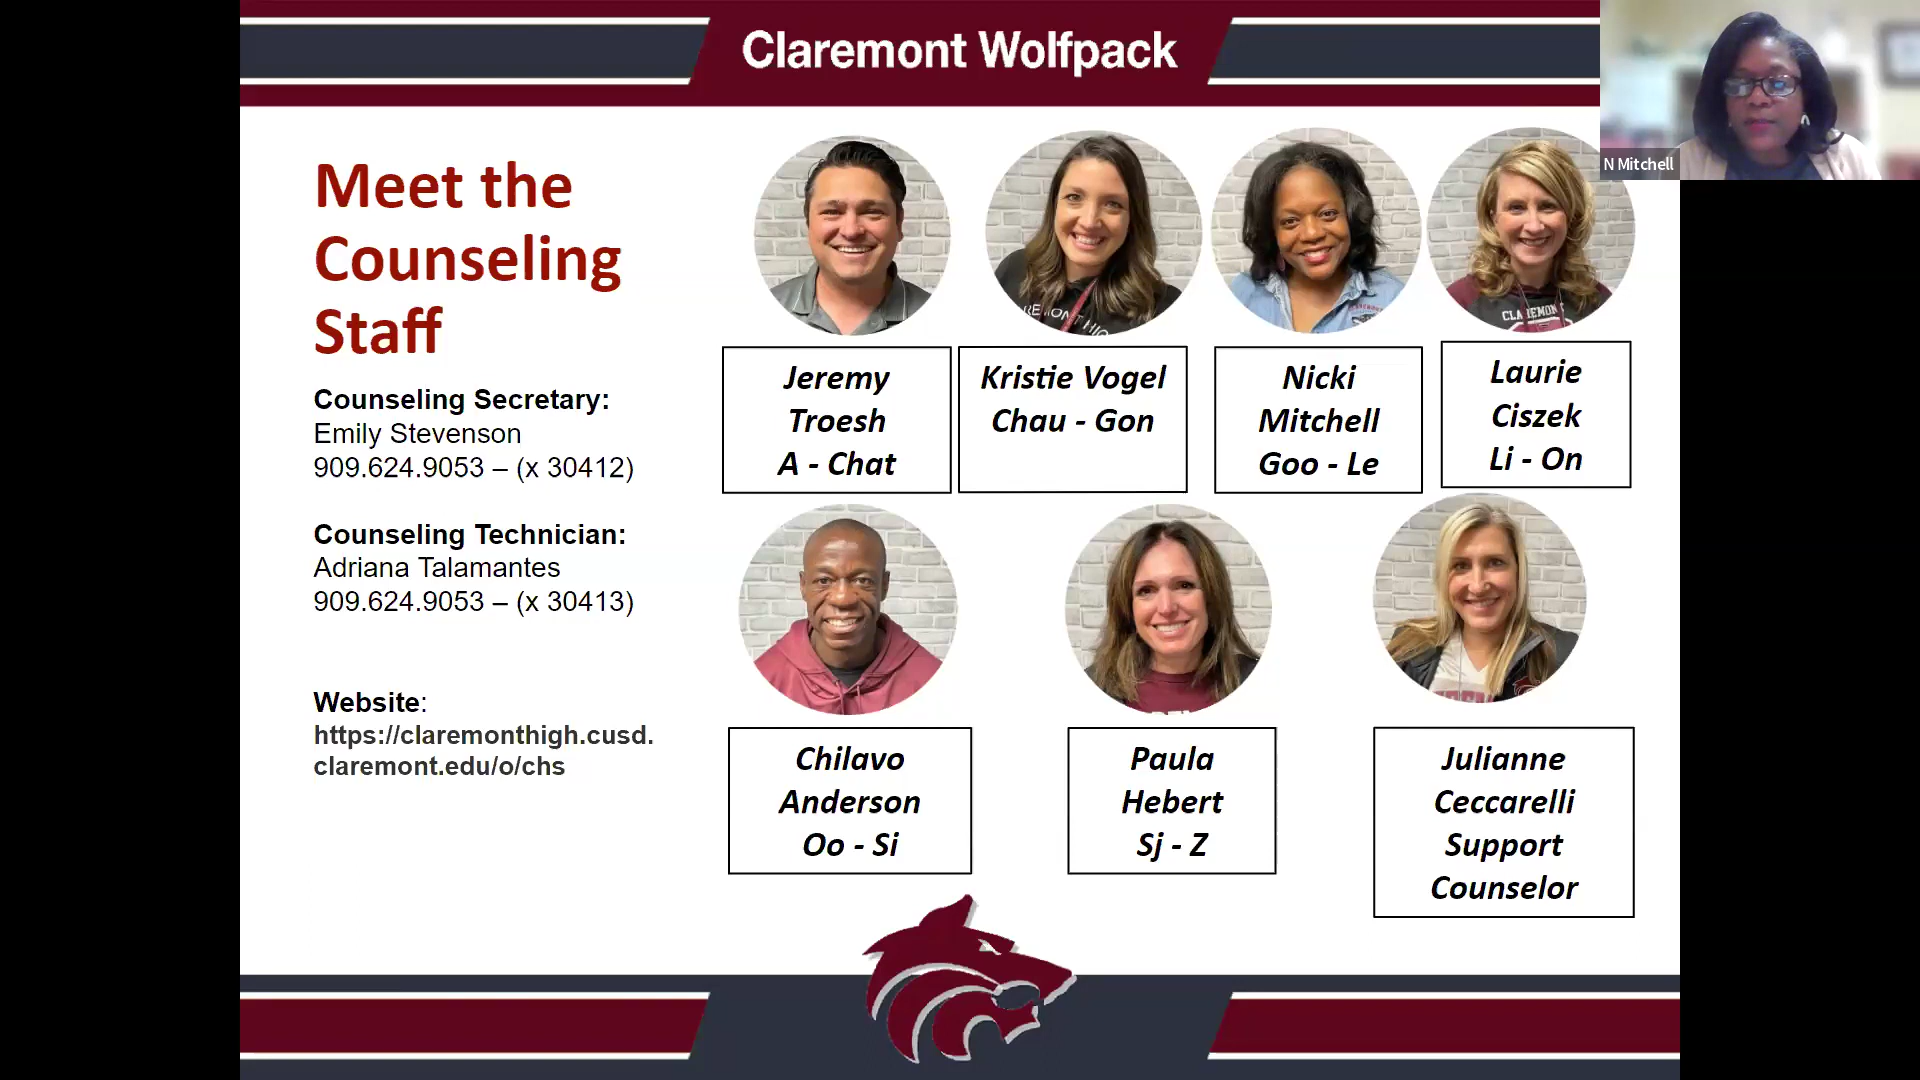 Claremont Wolfpack
N Mitchell
Meet the
Counseling
Staff
Counseling Secretary:
Emily Stevenson
909.624.9053 – (x 30412)
Counseling Technician:
Adriana Talamantes
909.624.9053 – (x 30413)
Website:
https://claremonthigh.cusd.
claremont.edu/o/chs
Jeremy
Troesh
A - Chat
Kristie Vogel
Chau - Gon
Nicki
Mitchell
Goo - Le
Laurie
Ciszek
Li - On
Chilavo
Anderson
Oo - Si
Paula
Hebert
Sj - Z
Julianne
Ceccarelli
Support
Counselor